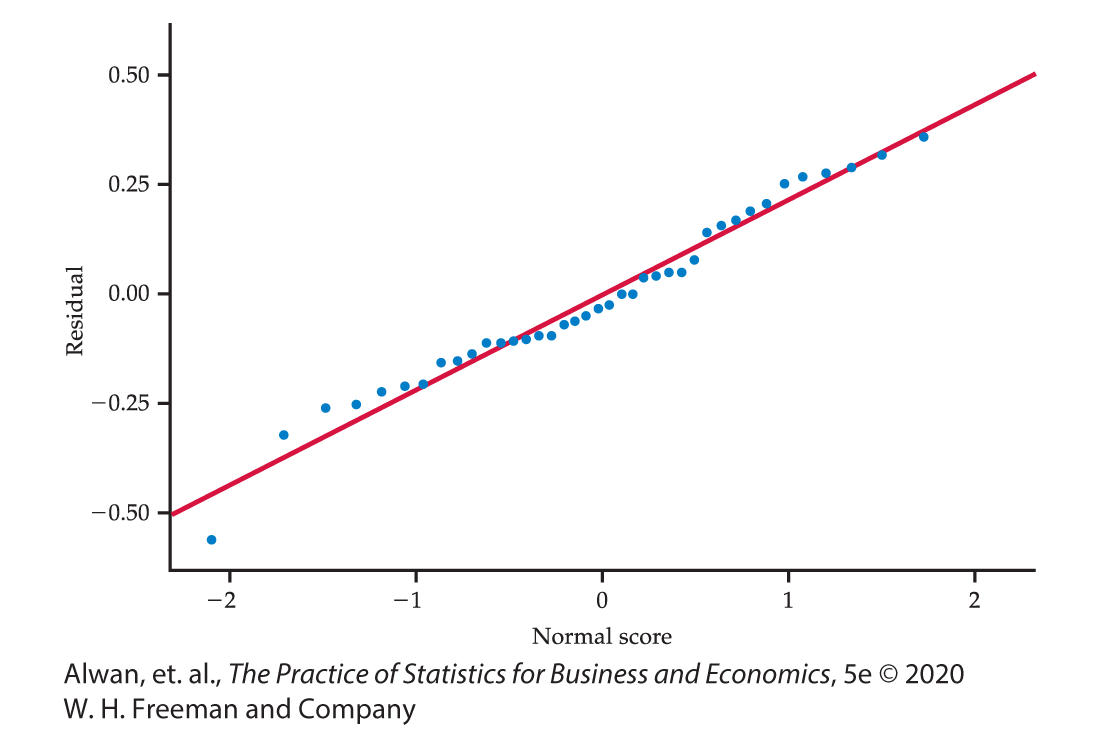 0.50
0.25
0.00
−0.25
−0.50
Residual
−2 −1 0 1 2
Normal score
Alwan, et. al., The Practice of Statistics for Business and Economics, 5e © 2020
W. H. Freeman and Company